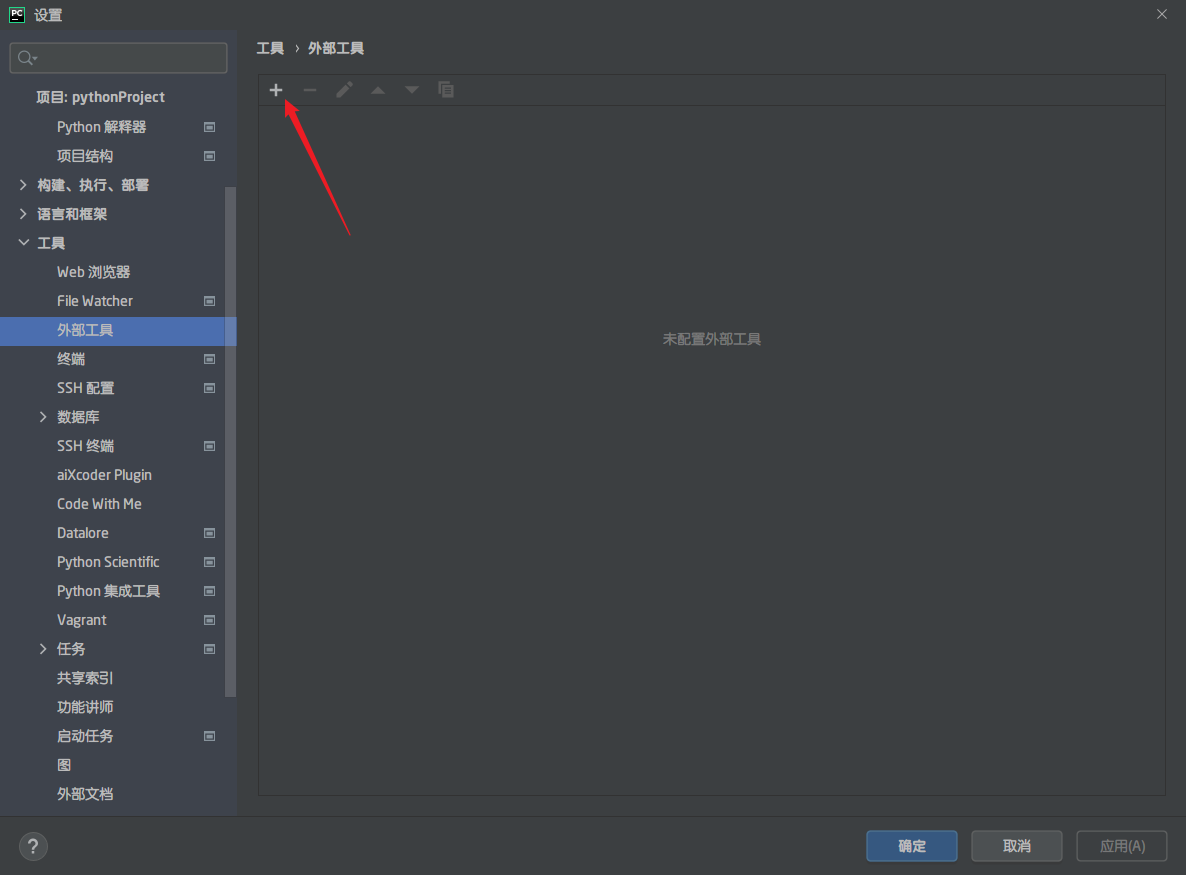 PC 设置
项目: pythonProject
Python 解释器
项目结构
构建、执行、部署
语言和框架
工具
Web 浏览器
File Watcher
外部工具
终端
SSH 配置
数据库
SSH 终端
aiXcoder Plugin
Code With Me
Datalore
Python Scientific
Python 集成工具
Vagrant
任务
共享索引
功能讲师
启动任务
图
外部文档
工具 › 外部工具
未配置外部工具
?
确定
取消
应用(A)